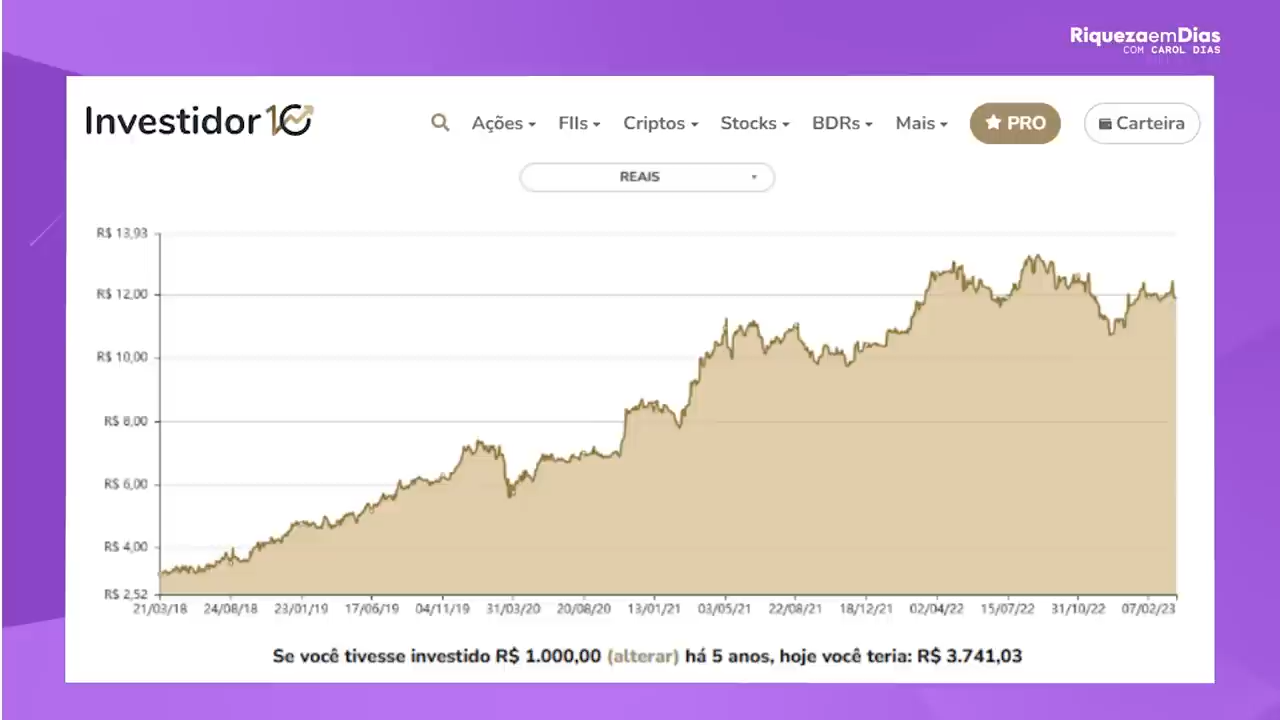 RiquezaemDias
COM CAROL DIAS
Investidor10
Ações FIIs Criptos Stocks BDRs Mais PRO Carteira
REAIS
R$ 13,93
R$ 12,00
R$ 10,00
R$ 8,00
R$ 6,00
R$ 4,00
R$ 2,52
21/03/18 24/08/18 23/01/19 17/06/19 04/11/19 31/03/20 20/08/20 13/01/21 03/05/21 22/08/21 18/12/21 02/04/22 15/07/22 31/10/22 07/02/23
Se você tivesse investido R$ 1.000,00 (alterar) há 5 anos, hoje você teria: R$ 3.741,03